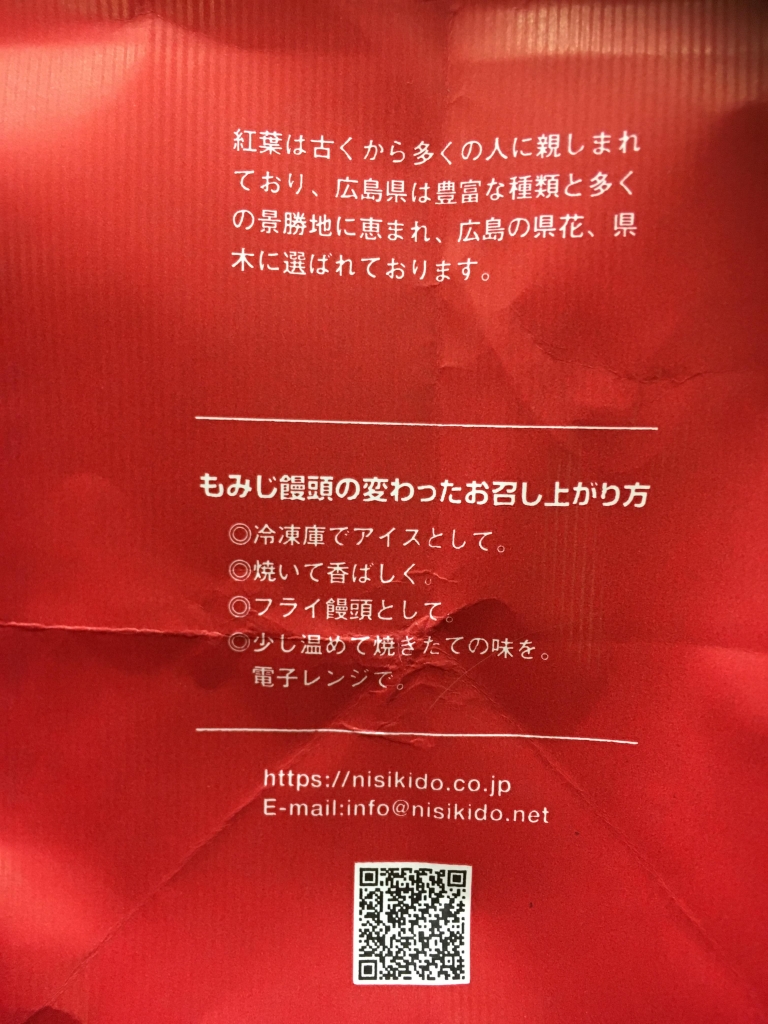 紅葉は古くから多くの人に親しまれ
ており、広島県は豊富な種類と多く
の景勝地に恵まれ、広島の県花、県
木に選ばれております。
もみじ饅頭の変わったお召し上がり方
◎冷凍庫でアイスとして。
◎焼いて香ばしく。
◎フライ饅頭として。
◎少し温めて焼きたての味を。
電子レンジで。
https://nisikido.co.jp
E-mail:info@nisikido.net